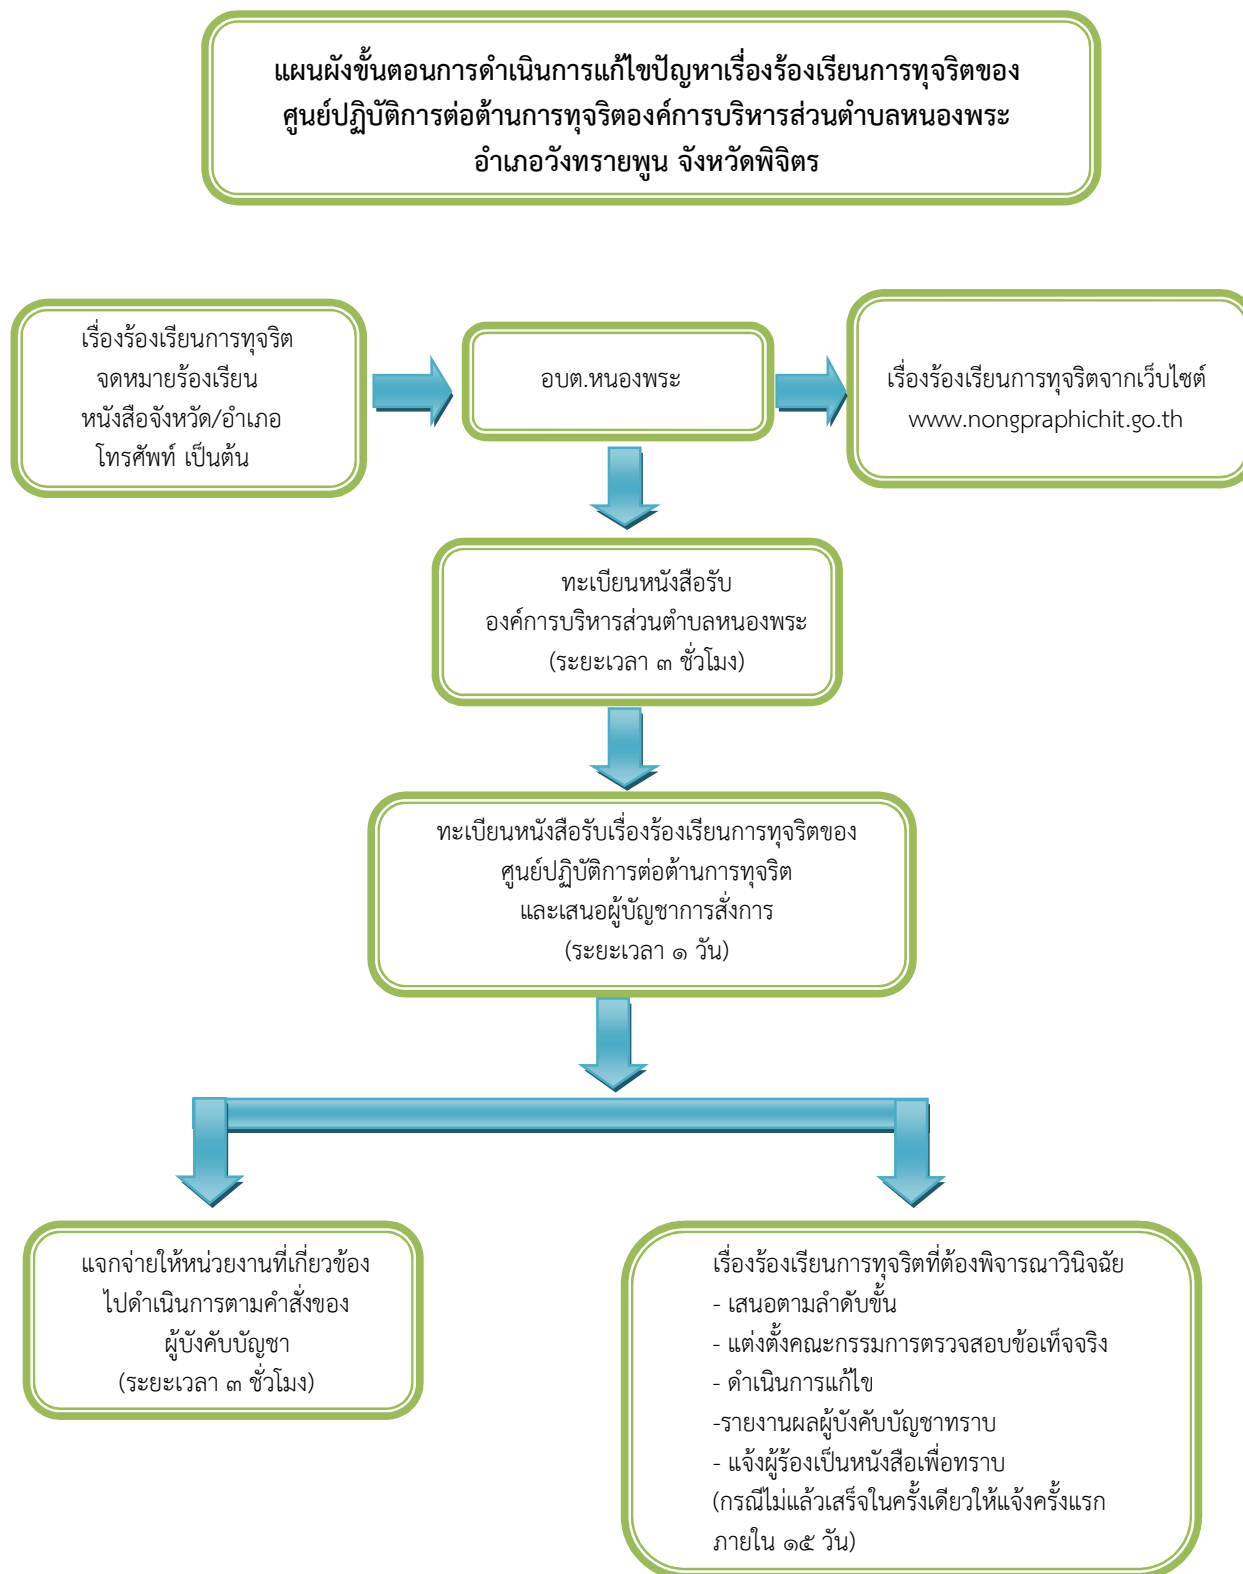 แผนผังขั้นตอนการดำเนินการแก้ไขปัญหาเรื่องร้องเรียนการทุจริตของ
ศูนย์ปฏิบัติการต่อต้านการทุจริตองค์การบริหารส่วนตำบลหนองพระ
อำเภอวังทรายพูน จังหวัดพิจิตร
เรื่องร้องเรียนการทุจริต
จดหมายร้องเรียน
หนังสือจังหวัด/อำเภอ
โทรศัพท์ เป็นต้น
อบต.หนองพระ
เรื่องร้องเรียนการทุจริตจากเว็บไซต์
www.nongpraphichit.go.th
ทะเบียนหนังสือรับ
องค์การบริหารส่วนตำบลหนองพระ
(ระยะเวลา ๓ ชั่วโมง)
ทะเบียนหนังสือรับเรื่องร้องเรียนการทุจริตของ
ศูนย์ปฏิบัติการต่อต้านการทุจริต
และเสนอผู้บัญชาการสั่งการ
(ระยะเวลา ๑ วัน)
แจกจ่ายให้หน่วยงานที่เกี่ยวข้อง
ไปดำเนินการตามคำสั่งของ
ผู้บังคับบัญชา
(ระยะเวลา ๓ ชั่วโมง)
เรื่องร้องเรียนการทุจริตที่ต้องพิจารณาวินิจฉัย
- เสนอตามลำดับขั้น
- แต่งตั้งคณะกรรมการตรวจสอบข้อเท็จจริง
- ดำเนินการแก้ไข
-รายงานผลผู้บังคับบัญชาทราบ
- แจ้งผู้ร้องเป็นหนังสือเพื่อทราบ
(กรณีไม่แล้วเสร็จในครั้งเดียวให้แจ้งครั้งแรก
ภายใน ๑๕ วัน)